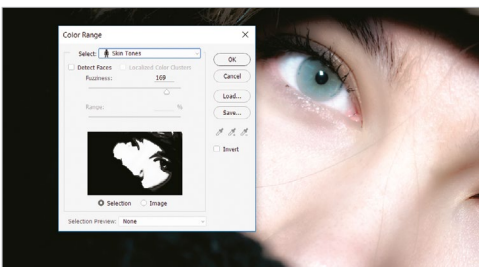 Color Range
Select: Skin Tones
OK
Detect Faces
Localized Color Clusters
Cancel
Fuzziness: 169
Load...
Range: %
Save...
Invert
Selection
Image
Selection Preview: None